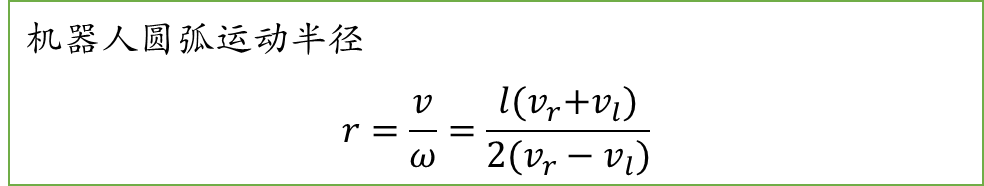 机器人圆弧运动半径
r = v/ω = l(v_r+v_l)/2(v_r − v_l)